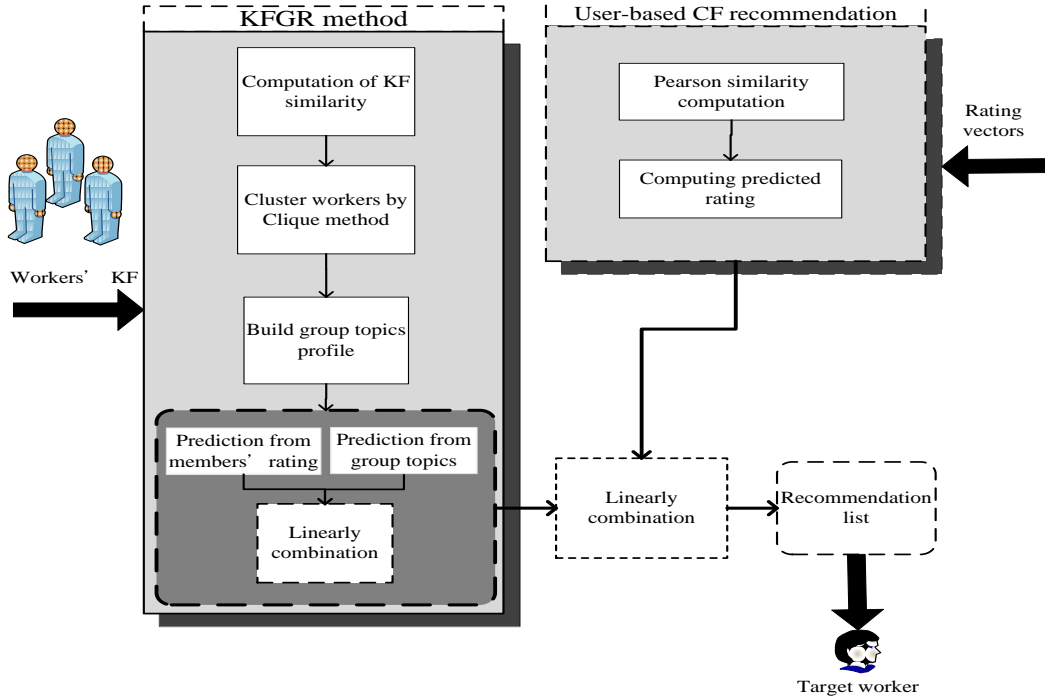 KFGR method
Computation of KF
similarity
Cluster workers by
Clique method
Build group topics
profile
Prediction from
members' rating
Prediction from
group topics
Linearly
combination
Workers' KF
User-based CF recommendation
Pearson similarity
computation
Computing predicted
rating
Rating
vectors
Linearly
combination
Recommendation
list
Target worker